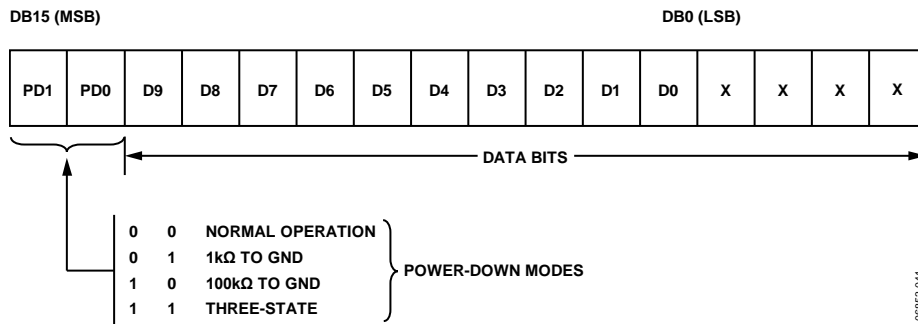 DB15 (MSB) DB0 (LSB)
PD1 PD0 D9 D8 D7 D6 D5 D4 D3 D2 D1 D0 X X X X
DATA BITS
0 0 NORMAL OPERATION
0 1 1kΩ TO GND
1 0 100kΩ TO GND
1 1 THREE-STATE
POWER-DOWN MODES